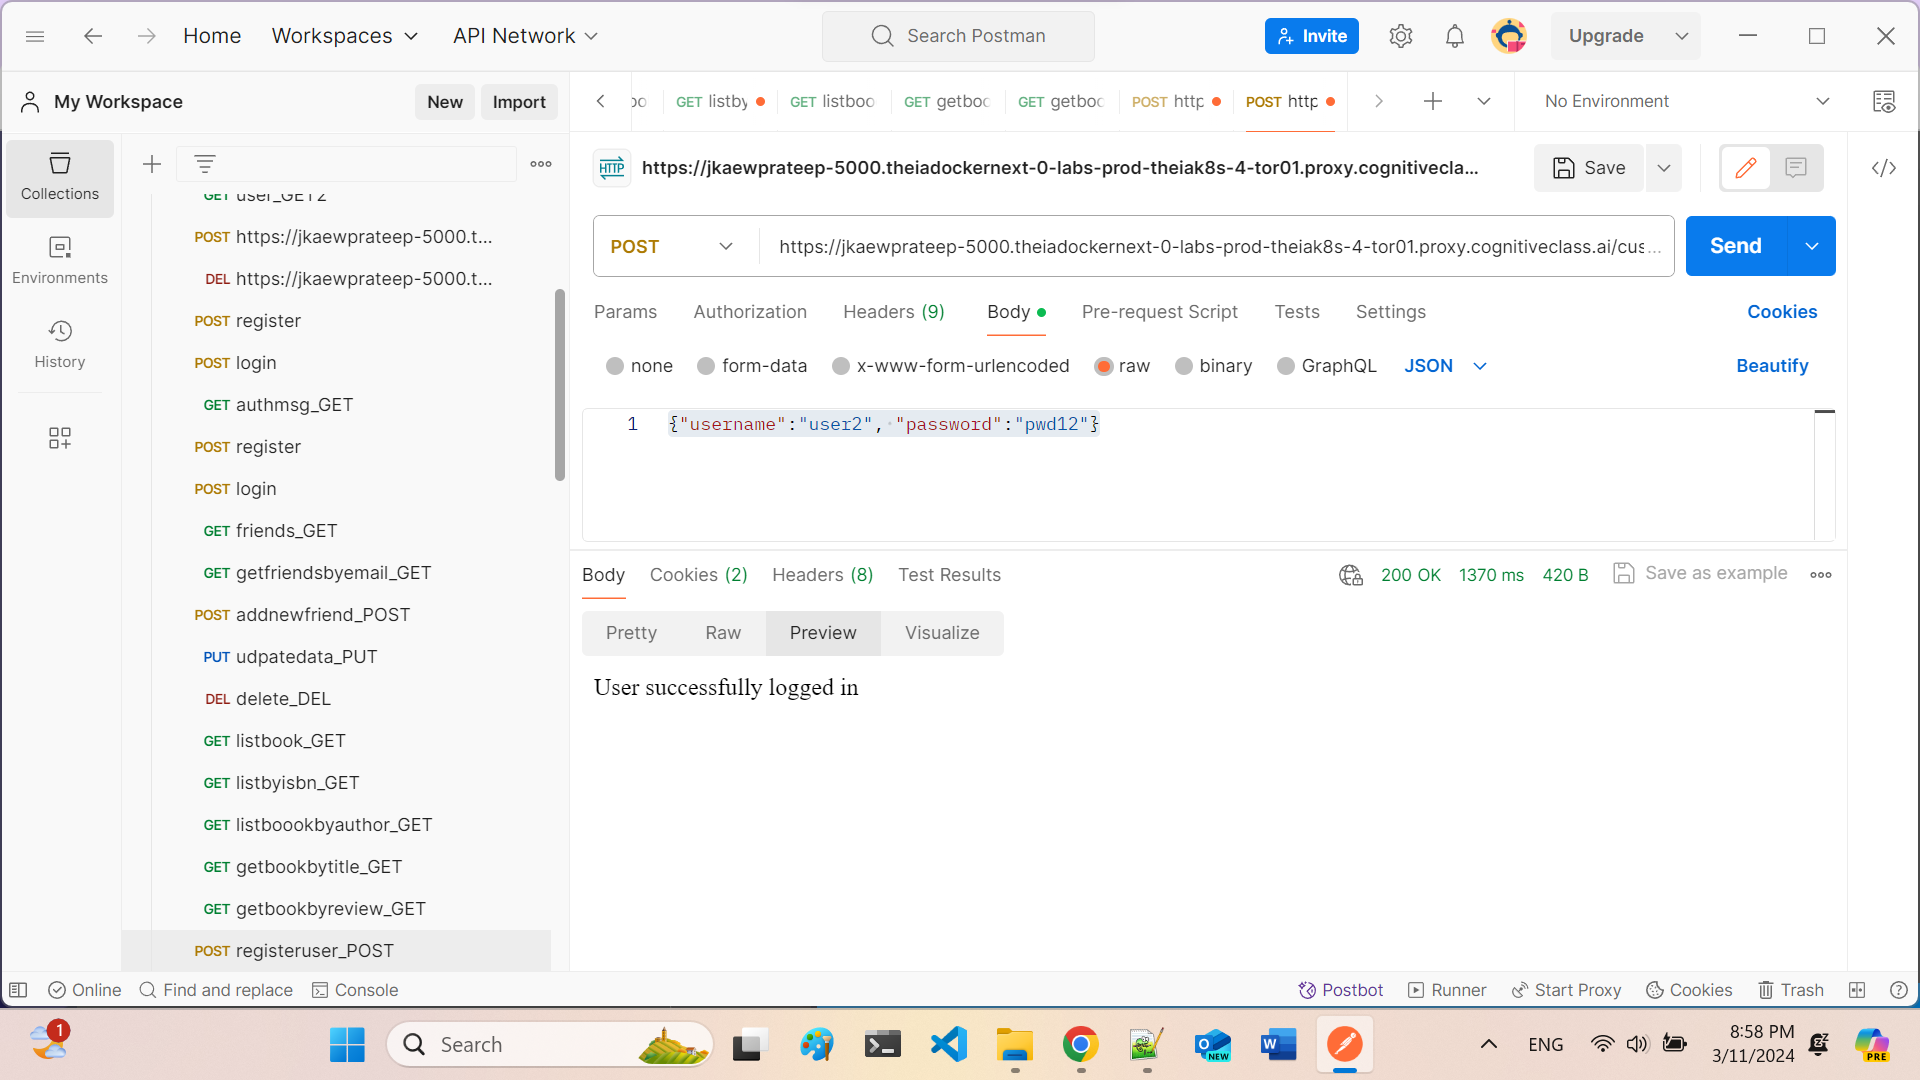 Home Workspaces API Network Search Postman Invite Upgrade
My Workspace New Import
GET listby GET listboo GET getboc GET getboc POST http POST http No Environment
Collections
Environments
History
user_GET2
POST https://jkaewprateep-5000.t...
DEL https://jkaewprateep-5000.t...
POST register
POST login
GET authmsg_GET
POST register
POST login
GET friends_GET
GET getfriendsbyemail_GET
POST addnewfriend_POST
PUT udpatedata_PUT
DEL delete_DEL
GET listbook_GET
GET listbyisbn_GET
GET listboookbyauthor_GET
GET getbookbytitle_GET
GET getbookbyreview_GET
POST registeruser_POST
HTTP https://jkaewprateep-5000.theiadockernext-0-labs-prod-theiak8s-4-tor01.proxy.cognitivecla... Save
POST https://jkaewprateep-5000.theiadockernext-0-labs-prod-theiak8s-4-tor01.proxy.cognitiveclass.ai/cus... Send
Params Authorization Headers (9) Body Pre-request Script Tests Settings Cookies
none form-data x-www-form-urlencoded raw binary GraphQL JSON Beautify
1 {"username":"user2", "password":"pwd12"}
Body Cookies (2) Headers (8) Test Results 200 OK 1370 ms 420 B Save as example
Pretty Raw Preview Visualize
User successfully logged in
Online Find and replace Console Postbot Runner Start Proxy Cookies Trash
1 Search NEW W ENG 8:58 PM PRE
3/11/2024